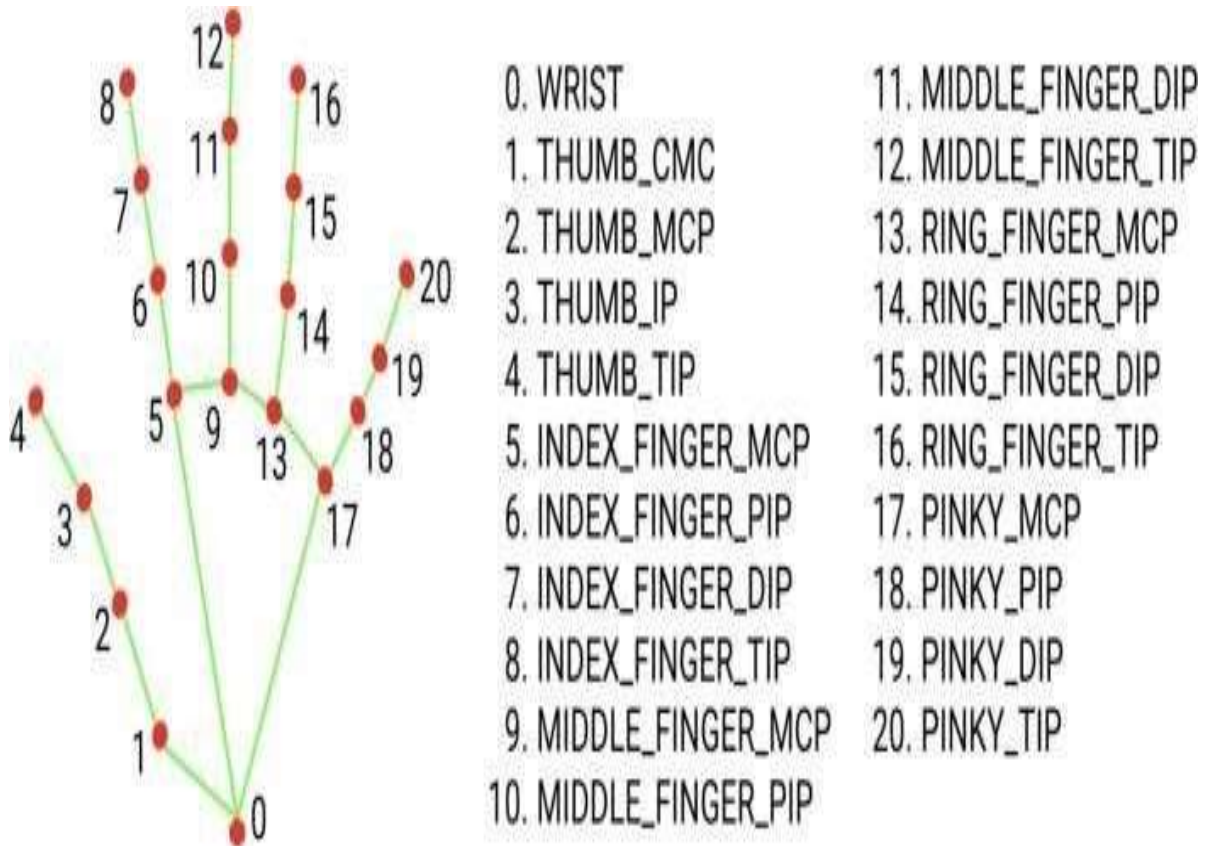 12
8
16
11
7
15
10
20
6
14
19
4
5
9
18
13
3
17
2
1
0
0. WRIST
1. THUMB_CMC
2. THUMB_MCP
3. THUMB_IP
4. THUMB_TIP
5. INDEX_FINGER_MCP
6. INDEX_FINGER_PIP
7. INDEX_FINGER_DIP
8. INDEX_FINGER_TIP
9. MIDDLE_FINGER_MCP
10. MIDDLE_FINGER_PIP
11. MIDDLE_FINGER_DIP
12. MIDDLE_FINGER_TIP
13. RING_FINGER_MCP
14. RING_FINGER_PIP
15. RING_FINGER_DIP
16. RING_FINGER_TIP
17. PINKY_MCP
18. PINKY_PIP
19. PINKY_DIP
20. PINKY_TIP